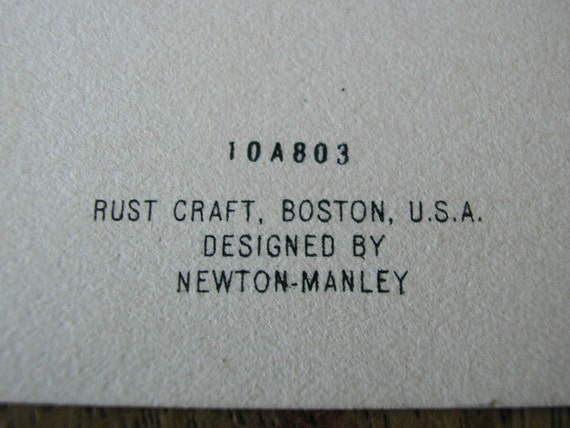 10A803
RUST CRAFT, BOSTON, U.S.A.
DESIGNED BY
NEWTON-MANLEY